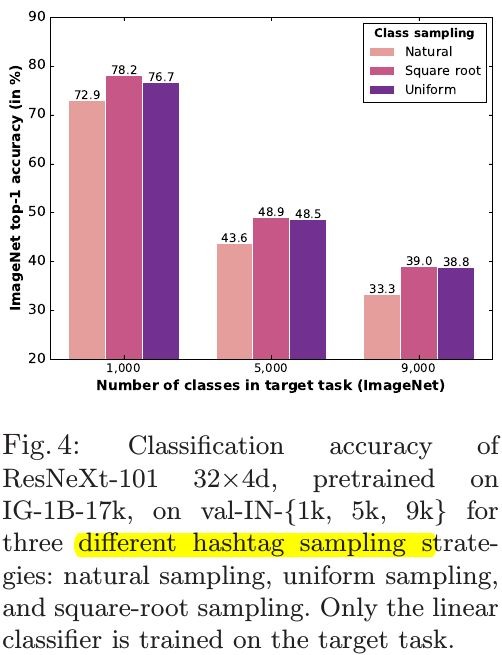 90
80
70
60
50
40
30
20
ImageNet top-1 accuracy (in %)
Class sampling
Natural
Square root
Uniform
72.9
78.2
76.7
43.6
48.9
48.5
33.3
39.0
38.8
1,000
5,000
9,000
Number of classes in target task (ImageNet)
Fig. 4: Classification accuracy of
ResNeXt-101 32×4d, pretrained on
IG-1B-17k, on val-IN-{1k, 5k, 9k} for
three different hashtag sampling strate-
gies: natural sampling, uniform sampling,
and square-root sampling. Only the linear
classifier is trained on the target task.